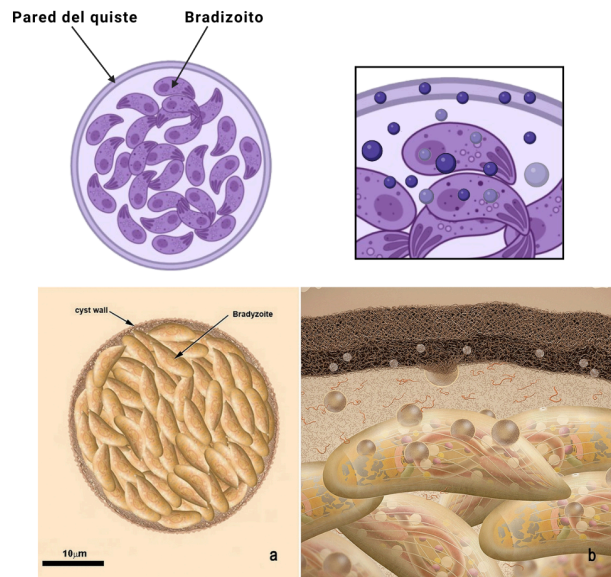 Pared del quiste
Bradizoito
cyst wall
Bradyzoite
10µm
a
b